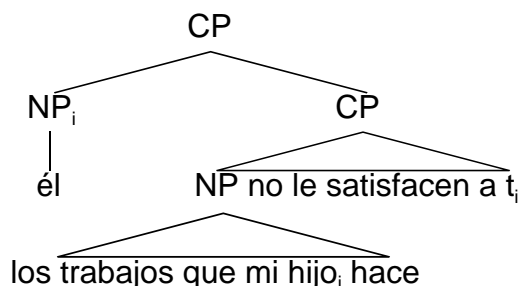 CP
NPᵢ CP
él NP no le satisfacen a tᵢ
los trabajos que mi hijoᵢ hace